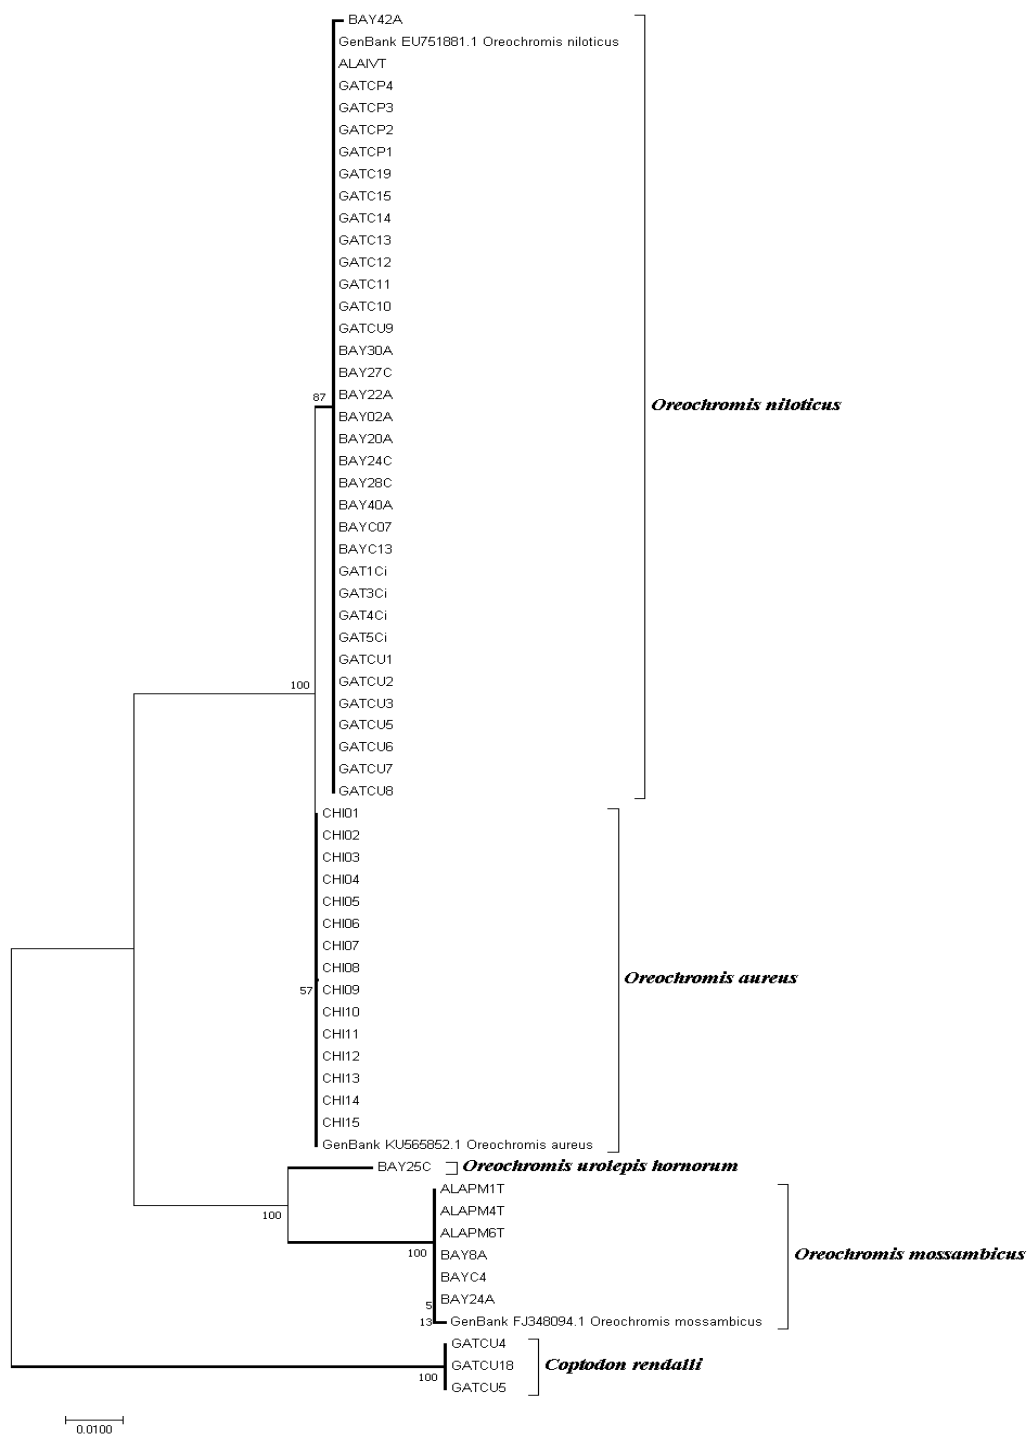 BAY42A
GenBank EU751881.1 Oreochromis niloticus
ALAIVT
GATCP4
GATCP3
GATCP2
GATCP1
GATC19
GATC15
GATC14
GATC13
GATC12
GATC11
GATC10
GATCU9
BAY30A
BAY27C
87
BAY22A
Oreochromis niloticus
BAY02A
BAY20A
BAY24C
BAY28C
BAY40A
BAYC07
BAYC13
GAT1Ci
GAT3Ci
GAT4Ci
GAT5Ci
GATCU1
GATCU2
100
GATCU3
GATCU5
GATCU6
GATCU7
GATCU8
CHI01
CHI02
CHI03
CHI04
CHI05
CHI06
CHI07
CHI08
Oreochromis aureus
57
CHI09
CHI10
CHI11
CHI12
CHI13
CHI14
CHI15
GenBank KU565852.1 Oreochromis aureus
BAY25C
Oreochromis urolepis hornorum
ALAPM1T
ALAPM4T
100
ALAPM6T
100
BAY8A
Oreochromis mossambicus
BAYC4
BAY24A
5
13
GenBank FJ348094.1 Oreochromis mossambicus
GATCU4
GATCU18
Coptodon rendalli
100
GATCU5
0.0100